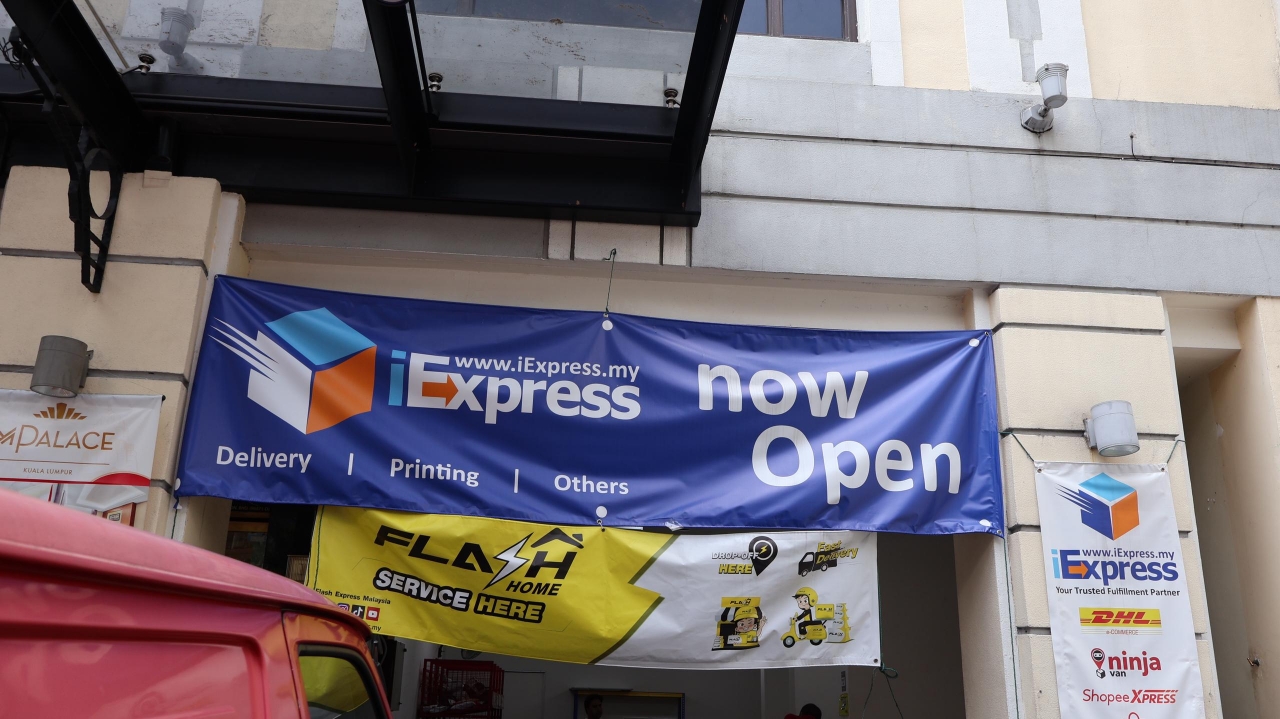 www.iExpress.my
iExpress
now
Open
Delivery | Printing | Others
PALACE
KUALA LUMPUR
FLASH
HOME
SERVICE HERE
Flash Express Malaysia
DROP-OFF
HERE
Fast
Delivery
www.iExpress.my
iExpress
Your Trusted Fulfillment Partner
DHL
e-COMMERCE
ninja
van
Shopee XPRESS